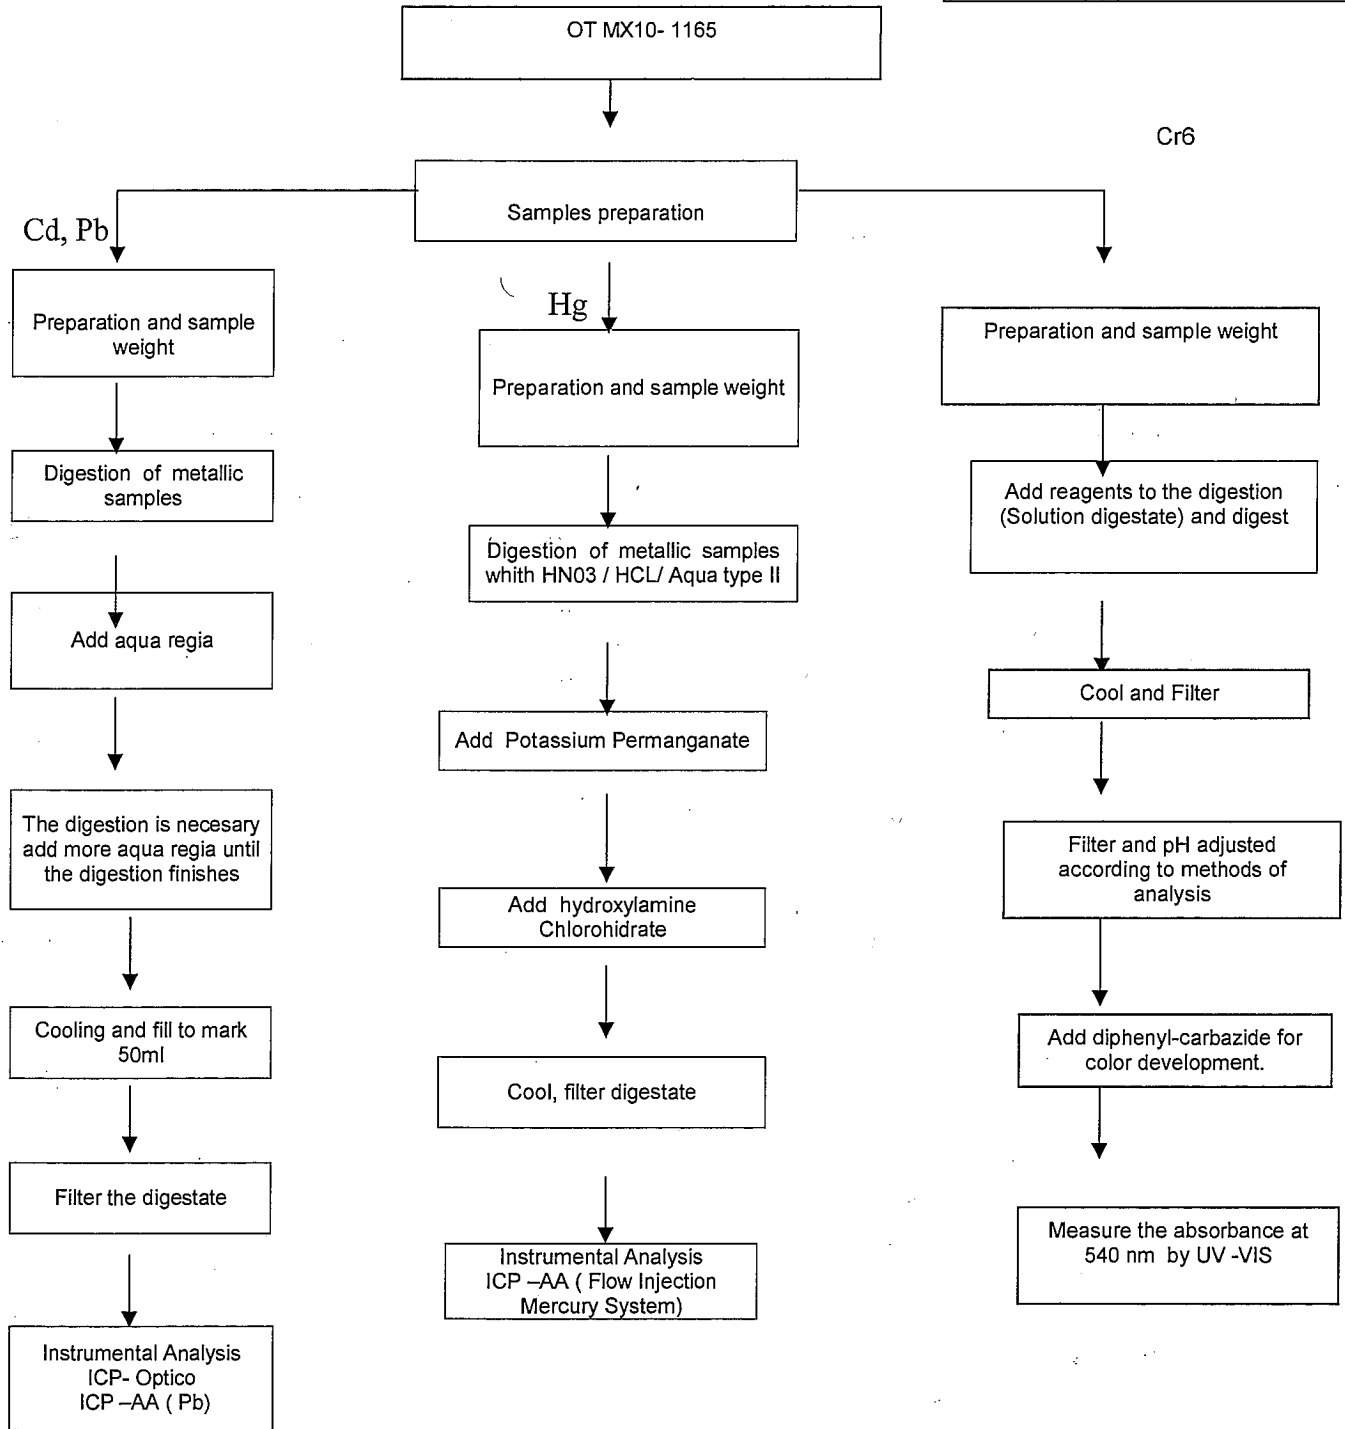 OT MX10- 1165
Cr6
Samples preparation
Cd, Pb
Preparation and sample
weight
Digestion of metallic
samples
Add aqua regia
The digestion is necesary
add more aqua regia until
the digestion finishes
Cooling and fill to mark
50ml
Filter the digestate
Instrumental Analysis
ICP- Optico
ICP –AA ( Pb)
Hg
Preparation and sample weight
Digestion of metallic samples
whith HN03 / HCL/ Aqua type II
Add Potassium Permanganate
Add hydroxylamine
Chlorohidrate
Cool, filter digestate
Instrumental Analysis
ICP –AA ( Flow Injection
Mercury System)
Preparation and sample weight
Add reagents to the digestion
(Solution digestate) and digest
Cool and Filter
Filter and pH adjusted
according to methods of
analysis
Add diphenyl-carbazide for
color development.
Measure the absorbance at
540 nm by UV -VIS